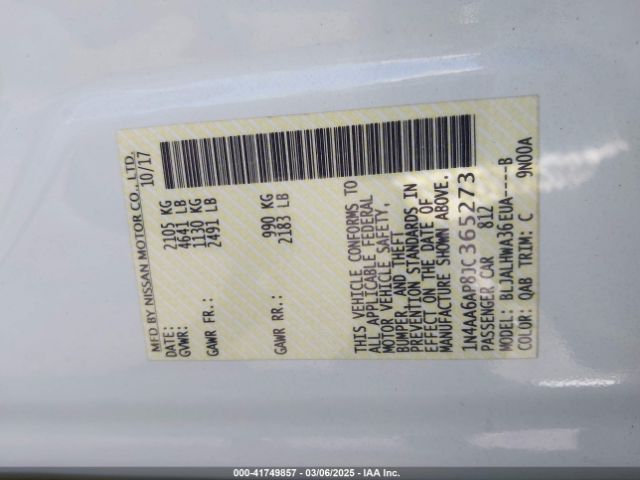 MFD BY NISSAN MOTOR CO., LTD.
DATE: 10/17
GVWR: 2105 KG
4641 LB
GAWR FR.: 1130 KG
2491 LB
GAWR RR.: 990 KG
2183 LB
THIS VEHICLE CONFORMS TO
ALL APPLICABLE FEDERAL
MOTOR VEHICLE SAFETY,
BUMPER, AND THEFT
PREVENTION STANDARDS IN
EFFECT ON THE DATE OF
MANUFACTURE SHOWN ABOVE.
1N4AA6AP8JC365273
PASSENGER CAR 812
MODEL: BLJALHWA36EUA----B
COLOR: QAB TRIM: C 9N00A
000-41749857 - 03/06/2025 - IAA Inc.